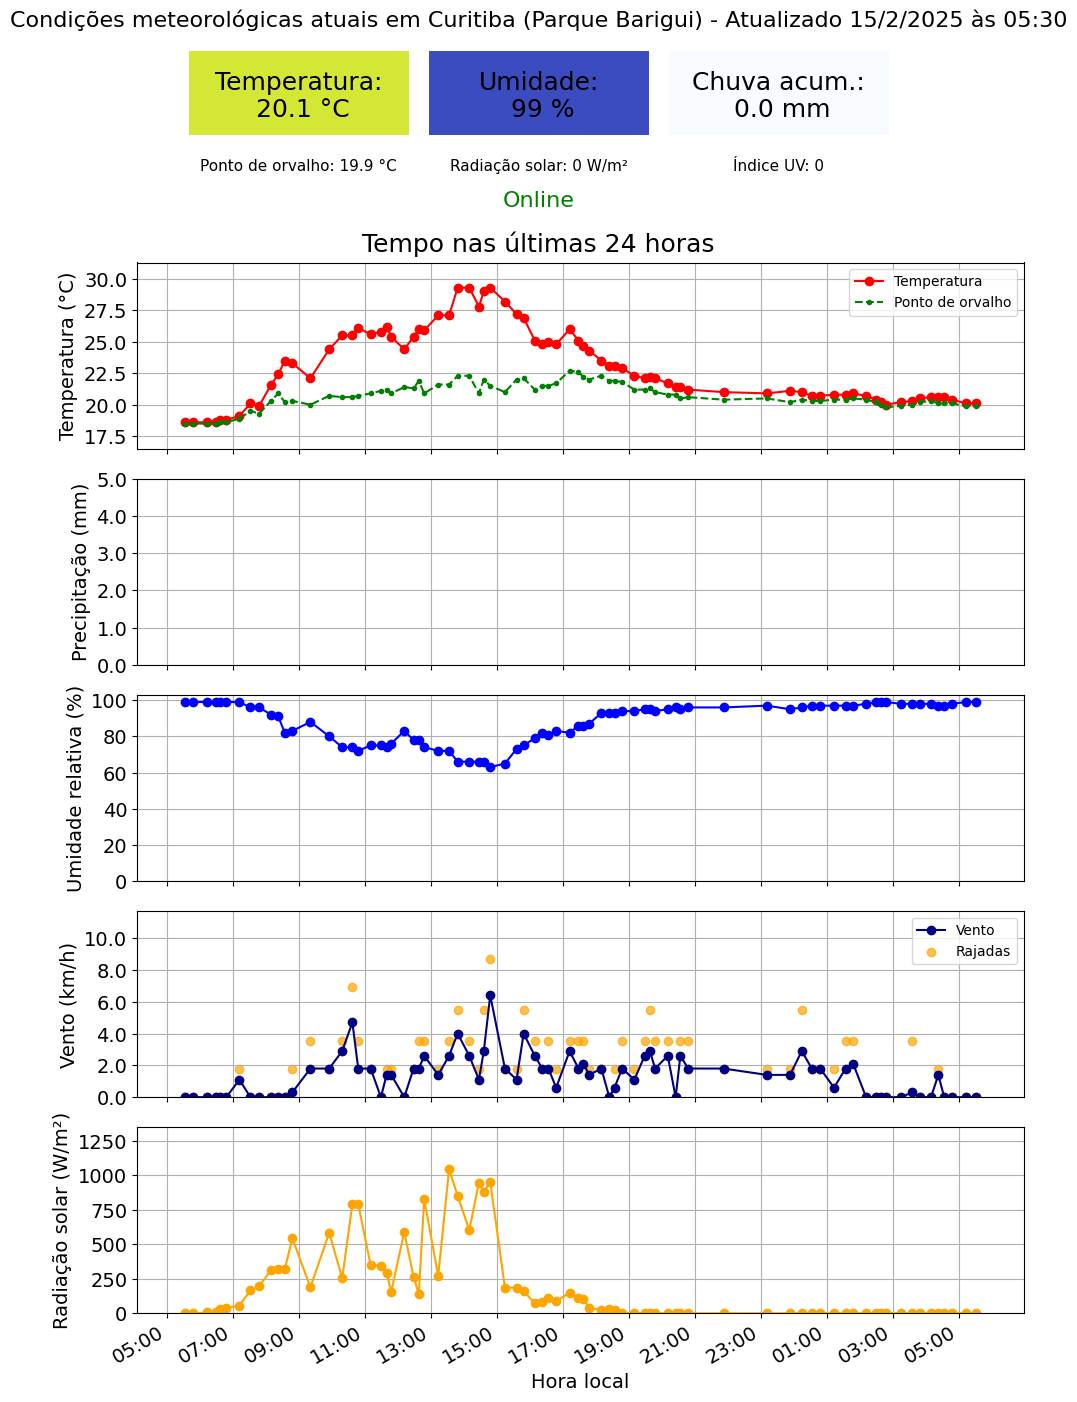 Condições meteorológicas atuais em Curitiba (Parque Barigui) - Atualizado 15/2/2025 às 05:30
Temperatura:
20.1 °C
Umidade:
99 %
Chuva acum.:
0.0 mm
Ponto de orvalho: 19.9 °C
Radiação solar: 0 W/m²
Índice UV: 0
Online
Tempo nas últimas 24 horas
Temperatura (°C)
30.0
27.5
25.0
22.5
20.0
17.5
Temperatura
Ponto de orvalho
Precipitação (mm)
5.0
4.0
3.0
2.0
1.0
0.0
Umidade relativa (%)
100
80
60
40
20
0
Vento (km/h)
10.0
8.0
6.0
4.0
2.0
0.0
Vento
Rajadas
Radiação solar (W/m²)
1250
1000
750
500
250
0
05:00
07:00
09:00
11:00
13:00
15:00
17:00
19:00
21:00
23:00
01:00
03:00
05:00
Hora local